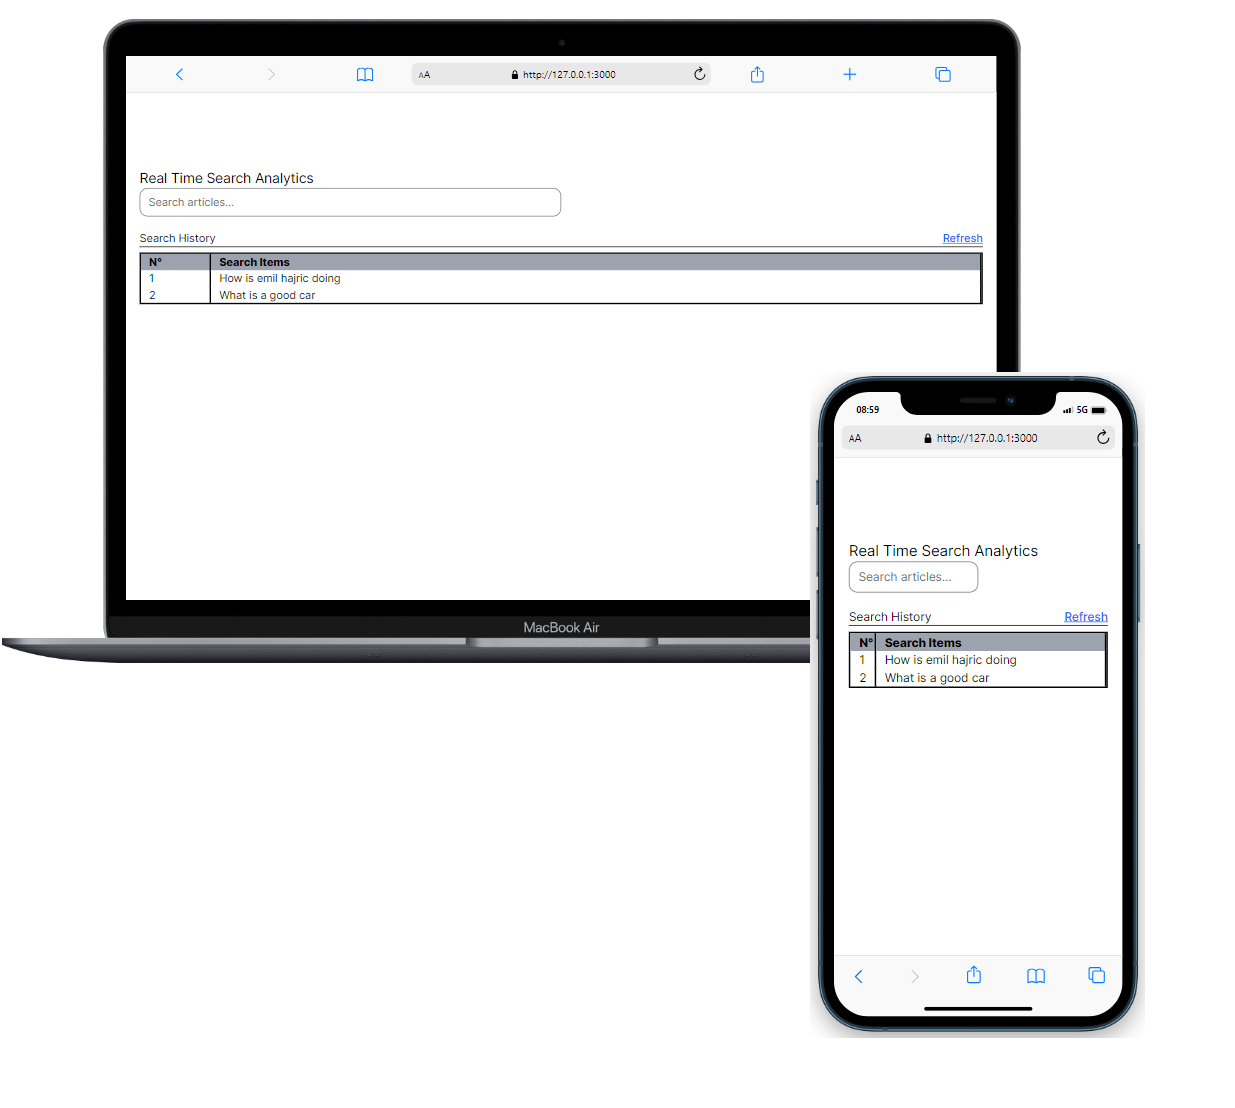 AA http://127.0.0.1:3000
Real Time Search Analytics
Search articles...
Search History Refresh
N° Search Items
1 How is emil hajric doing
2 What is a good car
MacBook Air
08:59 5G
AA http://127.0.0.1:3000
Real Time Search Analytics
Search articles...
Search History Refresh
N° Search Items
1 How is emil hajric doing
2 What is a good car